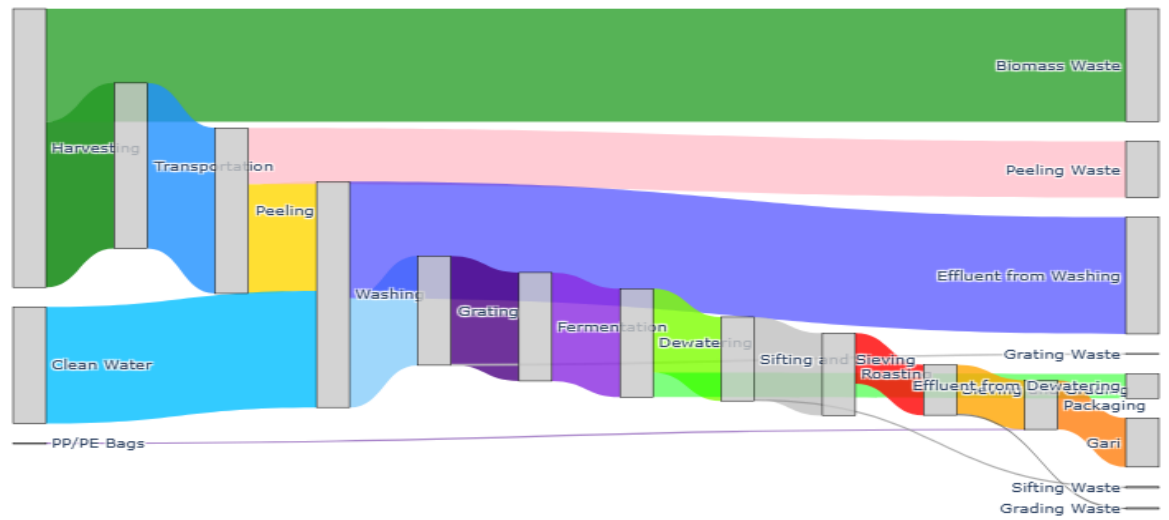 Biomass Waste
Harvesting
Transportation
Peeling Waste
Peeling
Effluent from Washing
Washing
Grating
Fermentation
Dewatering
Grating Waste
Sifting and Sieving
Clean Water
Roasting
Effluent from Dewatering
Packaging
PP/PE Bags
Gari
Sifting Waste
Grading Waste